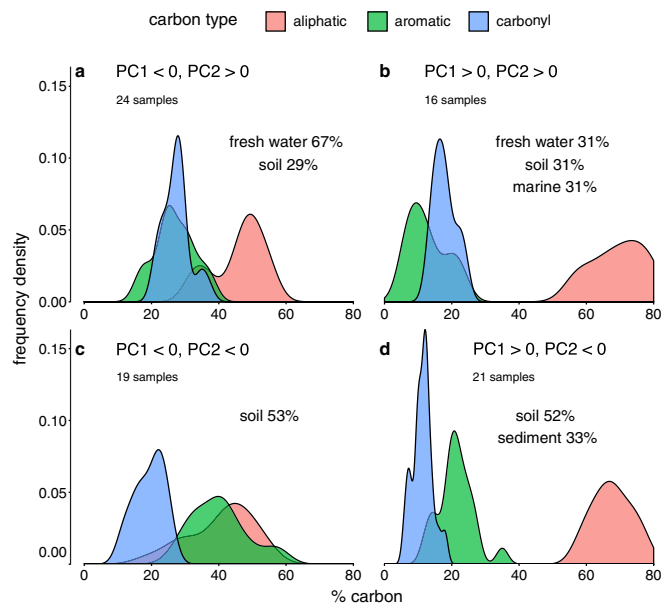 carbon type aliphatic aromatic carbonyl
a PC1 < 0, PC2 > 0
24 samples
fresh water 67%
soil 29%
0.15
0.10
0.05
0.00
0 20 40 60 80
b PC1 > 0, PC2 > 0
16 samples
fresh water 31%
soil 31%
marine 31%
0 20 40 60 80
frequency density
c PC1 < 0, PC2 < 0
19 samples
soil 53%
0.15
0.10
0.05
0.00
0 20 40 60 80
d PC1 > 0, PC2 < 0
21 samples
soil 52%
sediment 33%
0 20 40 60 80
% carbon